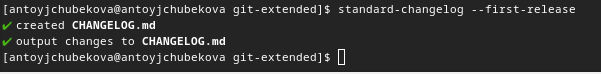 [antoyjchubekova@antoyjchubekova git-extended]$ standard-changelog --first-release
✔ created CHANGELOG.md
✔ output changes to CHANGELOG.md
[antoyjchubekova@antoyjchubekova git-extended]$